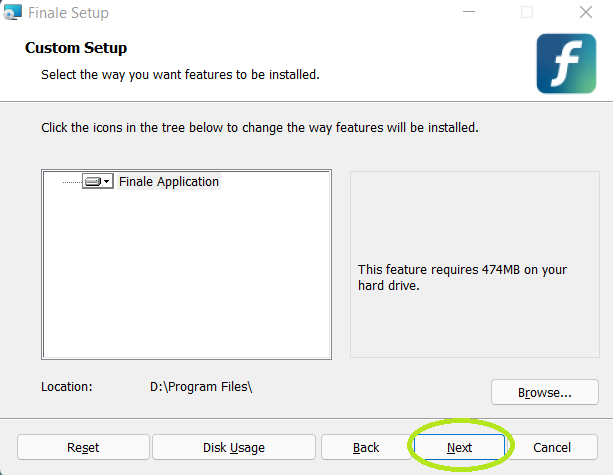 Finale Setup
Custom Setup
Select the way you want features to be installed.
f
Click the icons in the tree below to change the way features will be installed.
Finale Application
This feature requires 474MB on your
hard drive.
Location: D:\Program Files\
Browse...
Reset Disk Usage Back Next Cancel